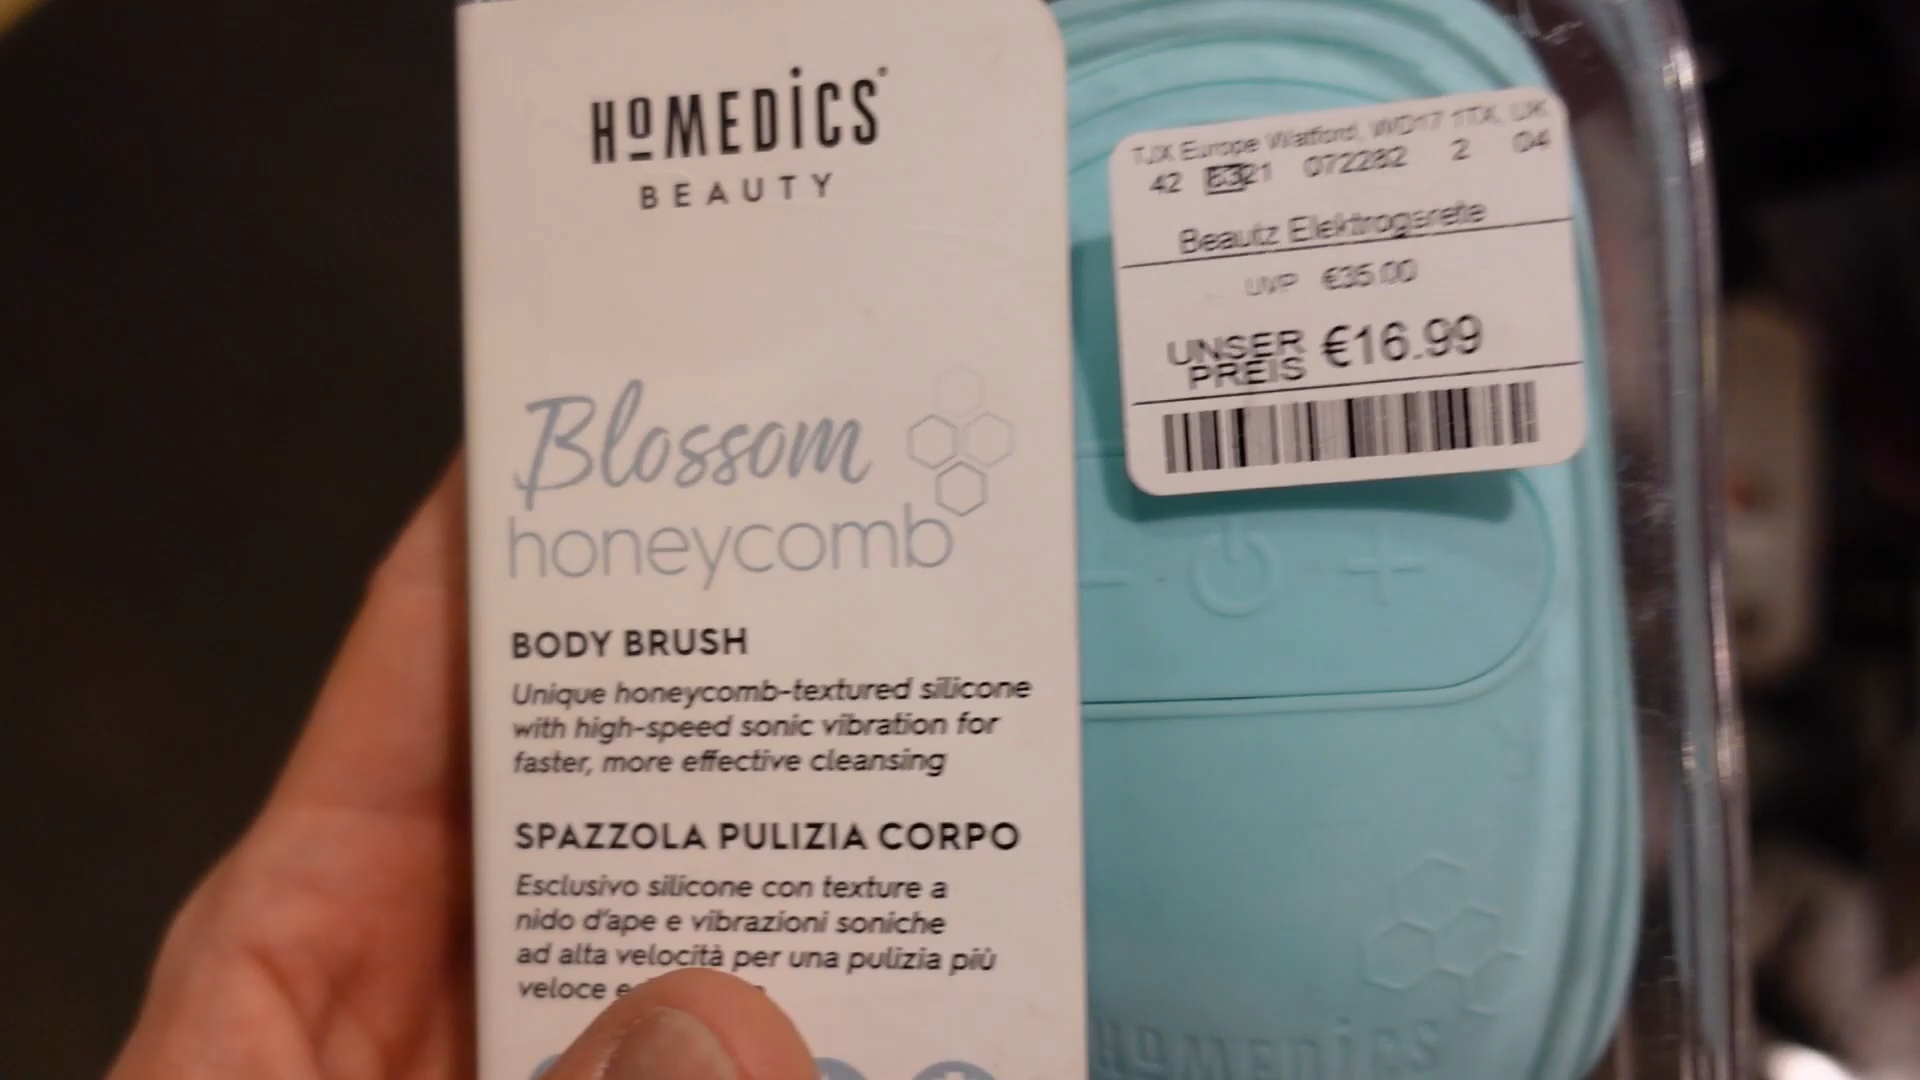 HOMEDICS
BEAUTY
Blossom
honeycomb
BODY BRUSH
Unique honeycomb-textured silicone
with high-speed sonic vibration for
faster, more effective cleansing
SPAZZOLA PULIZIA CORPO
Esclusivo silicone con texture a
nido d'ape e vibrazioni soniche
ad alta velocità per una pulizia più
veloce
TJX Europe Watford, WD17 1TX, UK
42 6321 072282 2 04
Beautz Elektrogerete
UVP €35.00
UNSER PREIS €16.99
HOMEDICS